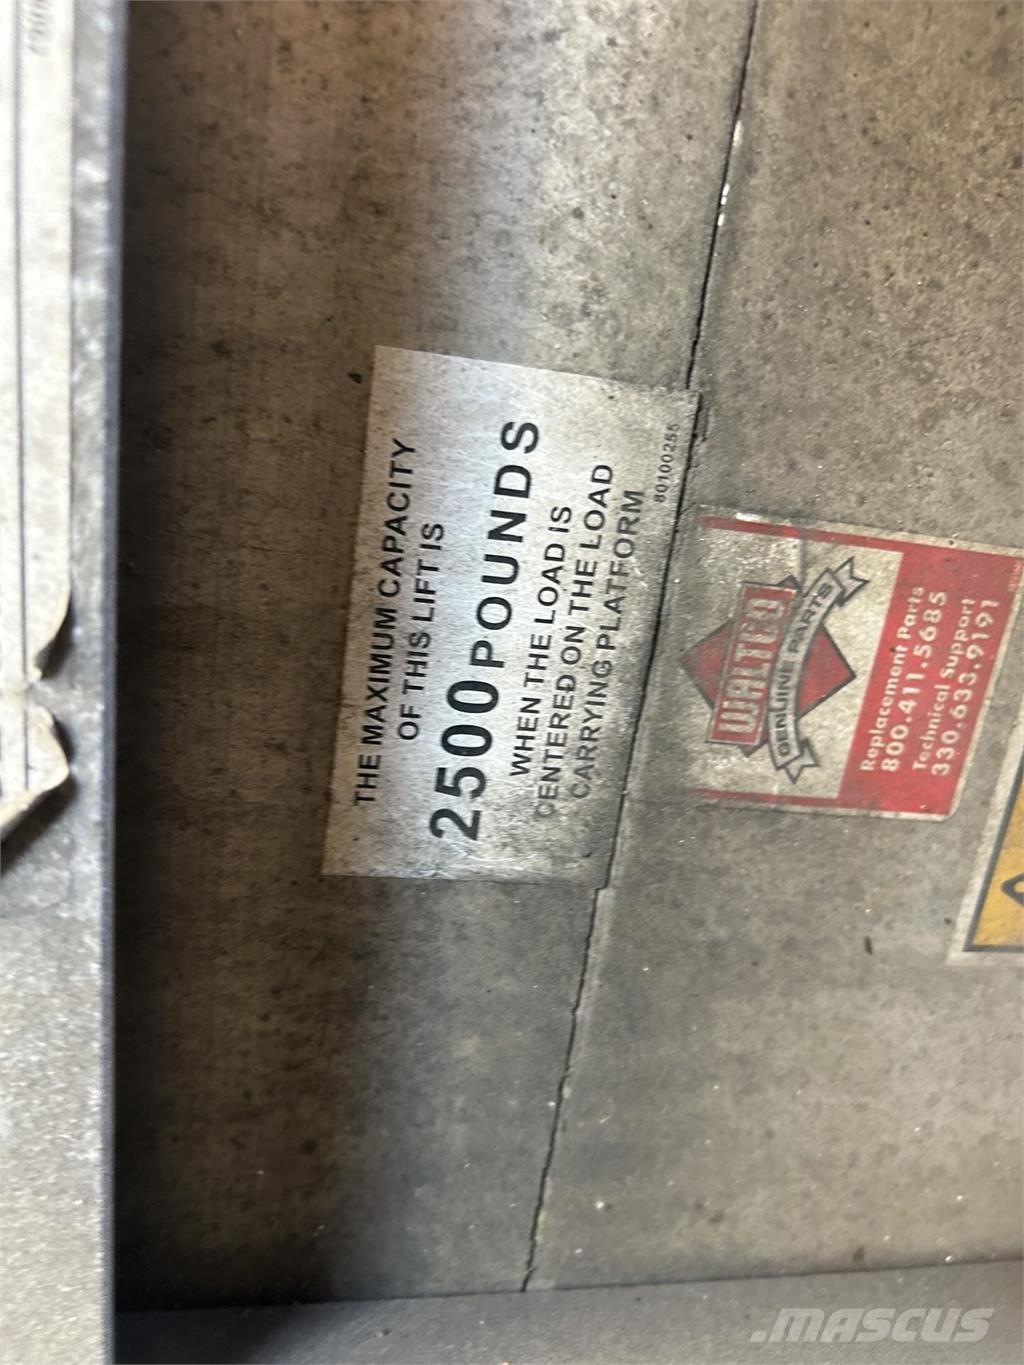 THE MAXIMUM CAPACITY
OF THIS LIFT IS
2500 POUNDS
WHEN THE LOAD IS
CENTERED ON THE LOAD
CARRYING PLATFORM
80100255
WALTCO
GENUINE PARTS
Replacement Parts
800.411.5685
Technical Support
330.633.9191
.MASCUS